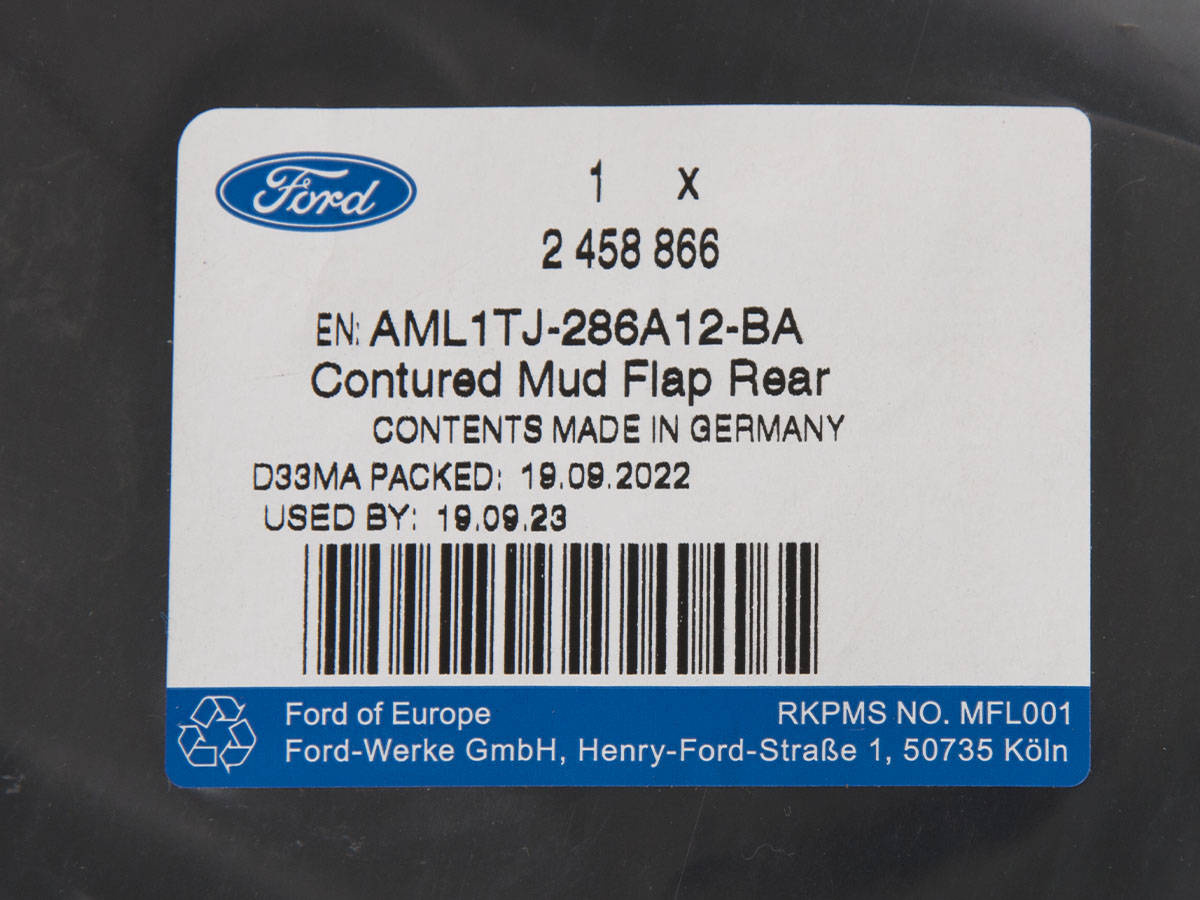 Ford
1 X
2 458 866
EN: AML1TJ-286A12-BA
Contured Mud Flap Rear
CONTENTS MADE IN GERMANY
D33MA PACKED: 19.09.2022
USED BY: 19.09.23
Ford of Europe RKPMS NO. MFL001
Ford-Werke GmbH, Henry-Ford-Straße 1, 50735 Köln